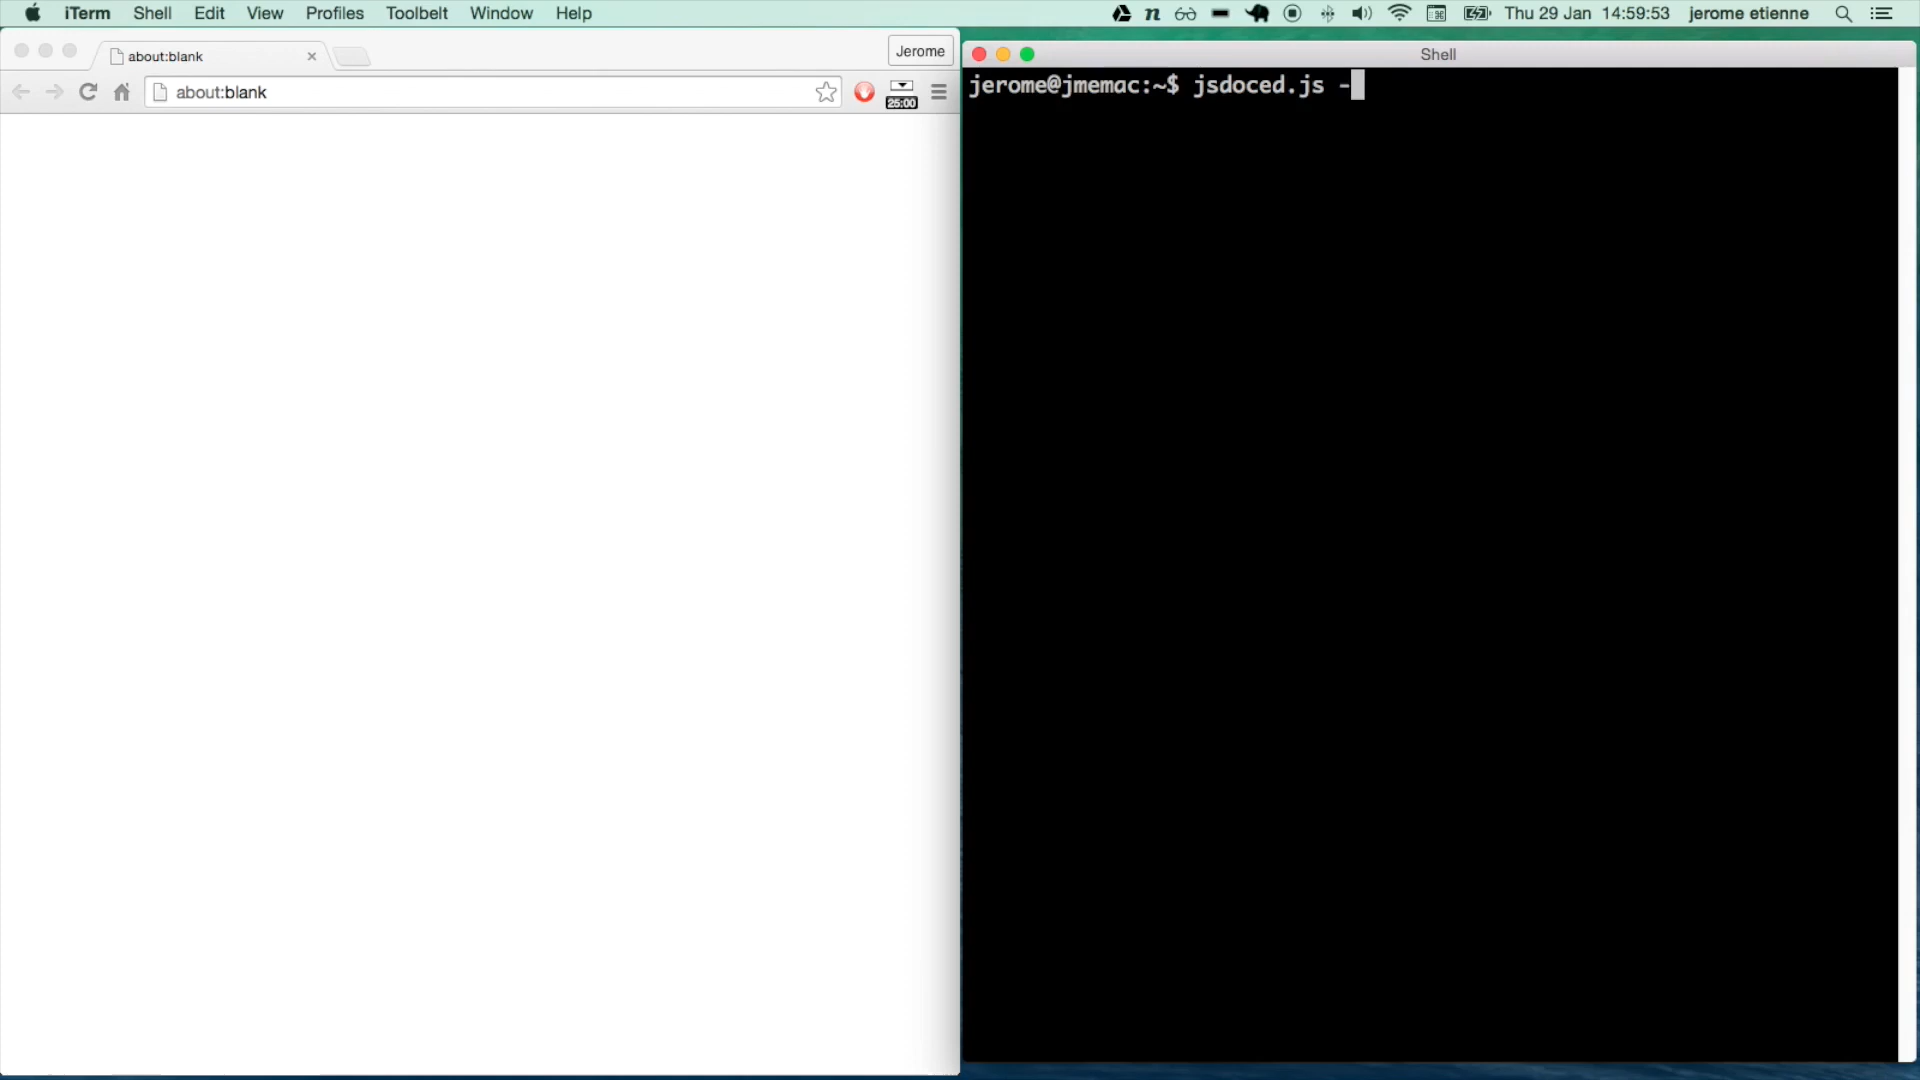 iTerm Shell Edit View Profiles Toolbelt Window Help n Thu 29 Jan 14:59:53 jerome etienne
about:blank Jerome
about:blank 25:00
Shell
jerome@jmemac:~$ jsdoced.js -